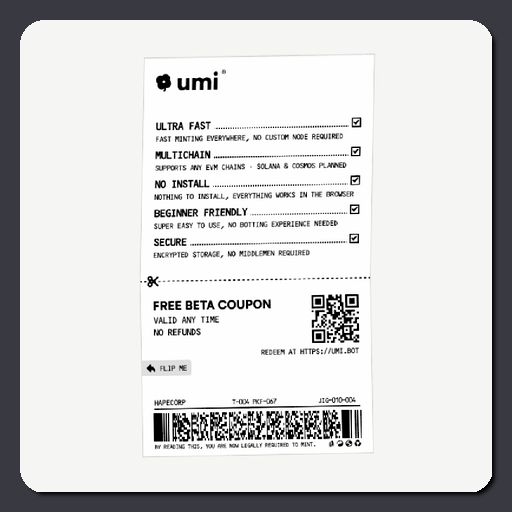 umi®
ULTRA FAST
FAST MINTING EVERYWHERE, NO CUSTOM NODE REQUIRED
MULTICHAIN
SUPPORTS ANY EVM CHAINS - SOLANA & COSMOS PLANNED
NO INSTALL
NOTHING TO INSTALL, EVERYTHING WORKS IN THE BROWSER
BEGINNER FRIENDLY
SUPER EASY TO USE, NO BOTTING EXPERIENCE NEEDED
SECURE
ENCRYPTED STORAGE, NO MIDDLEMEN REQUIRED
FREE BETA COUPON
VALID ANY TIME
NO REFUNDS
REDEEM AT HTTPS://UMI.BOT
FLIP ME
HAPECORP T-004 PKF-067 JIG-010-004
BY READING THIS, YOU ARE NOW LEGALLY REQUIRED TO MINT.